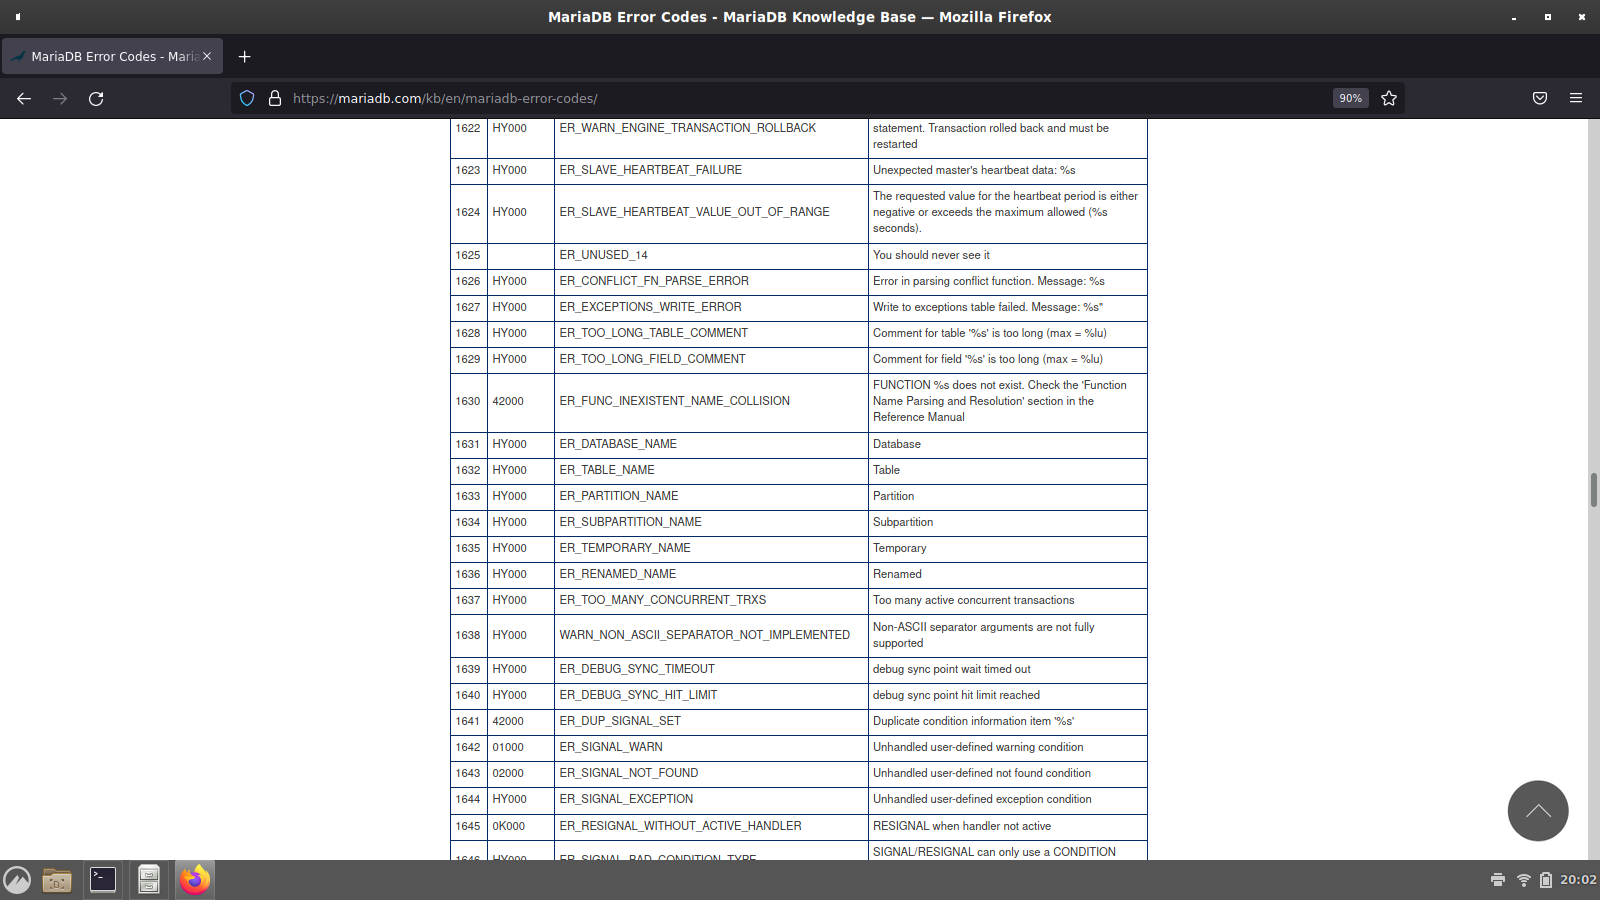 MariaDB Error Codes - MariaDB Knowledge Base — Mozilla Firefox
MariaDB Error Codes - Maria
https://mariadb.com/kb/en/mariadb-error-codes/
90%
1622 HY000 ER_WARN_ENGINE_TRANSACTION_ROLLBACK statement. Transaction rolled back and must be
restarted
1623 HY000 ER_SLAVE_HEARTBEAT_FAILURE Unexpected master's heartbeat data: %s
The requested value for the heartbeat period is either
1624 HY000 ER_SLAVE_HEARTBEAT_VALUE_OUT_OF_RANGE negative or exceeds the maximum allowed (%s
seconds).
1625 ER_UNUSED_14 You should never see it
1626 HY000 ER_CONFLICT_FN_PARSE_ERROR Error in parsing conflict function. Message: %s
1627 HY000 ER_EXCEPTIONS_WRITE_ERROR Write to exceptions table failed. Message: %s"
1628 HY000 ER_TOO_LONG_TABLE_COMMENT Comment for table '%s' is too long (max = %lu)
1629 HY000 ER_TOO_LONG_FIELD_COMMENT Comment for field '%s' is too long (max = %lu)
FUNCTION %s does not exist. Check the 'Function
1630 42000 ER_FUNC_INEXISTENT_NAME_COLLISION Name Parsing and Resolution' section in the
Reference Manual
1631 HY000 ER_DATABASE_NAME Database
1632 HY000 ER_TABLE_NAME Table
1633 HY000 ER_PARTITION_NAME Partition
1634 HY000 ER_SUBPARTITION_NAME Subpartition
1635 HY000 ER_TEMPORARY_NAME Temporary
1636 HY000 ER_RENAMED_NAME Renamed
1637 HY000 ER_TOO_MANY_CONCURRENT_TRXS Too many active concurrent transactions
1638 HY000 WARN_NON_ASCII_SEPARATOR_NOT_IMPLEMENTED Non-ASCII separator arguments are not fully
supported
1639 HY000 ER_DEBUG_SYNC_TIMEOUT debug sync point wait timed out
1640 HY000 ER_DEBUG_SYNC_HIT_LIMIT debug sync point hit limit reached
1641 42000 ER_DUP_SIGNAL_SET Duplicate condition information item '%s'
1642 01000 ER_SIGNAL_WARN Unhandled user-defined warning condition
1643 02000 ER_SIGNAL_NOT_FOUND Unhandled user-defined not found condition
1644 HY000 ER_SIGNAL_EXCEPTION Unhandled user-defined exception condition
1645 0K000 ER_RESIGNAL_WITHOUT_ACTIVE_HANDLER RESIGNAL when handler not active
1646 HY000 ER_SIGNAL_BAD_CONDITION_TYPE SIGNAL/RESIGNAL can only use a CONDITION
20:02